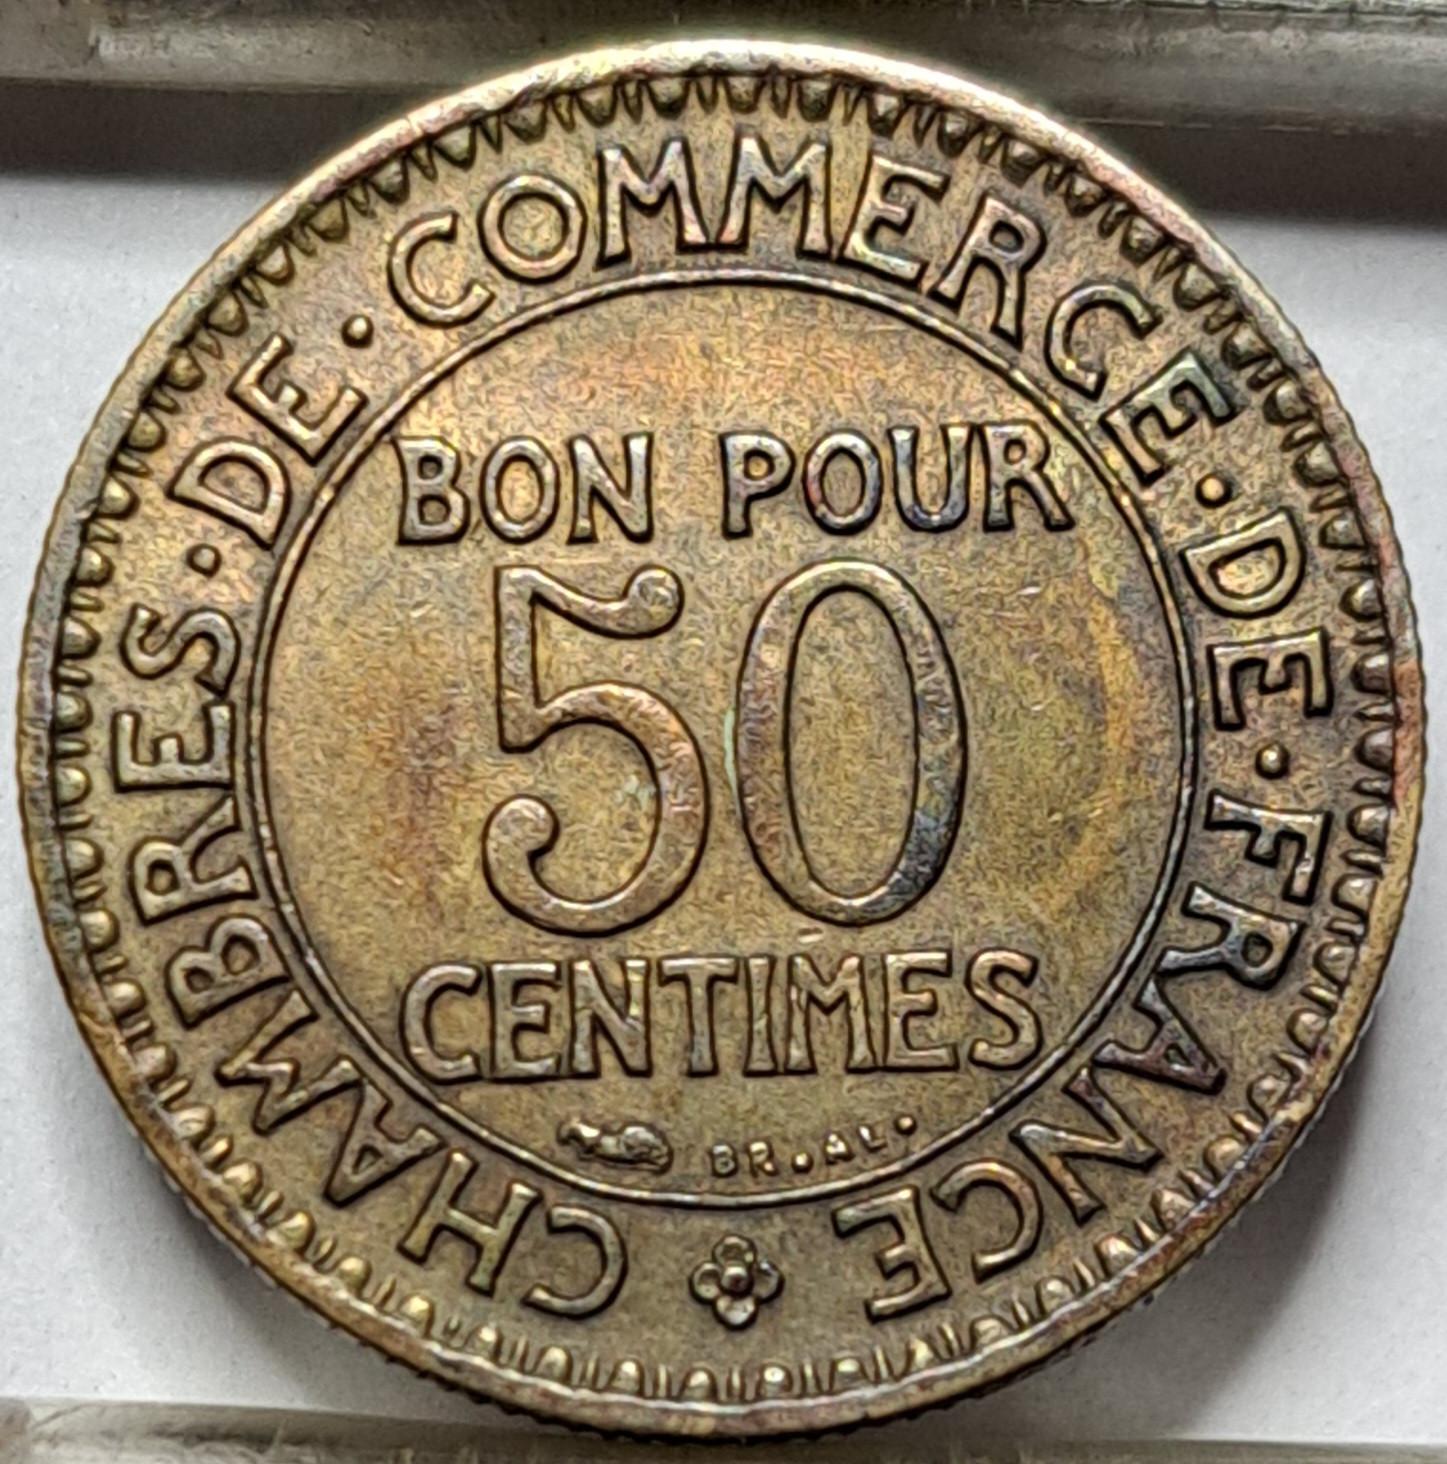 CHAMBRES · DE · COMMERCE · DE · FRANCE
BON POUR
50
CENTIMES
BR. AL.